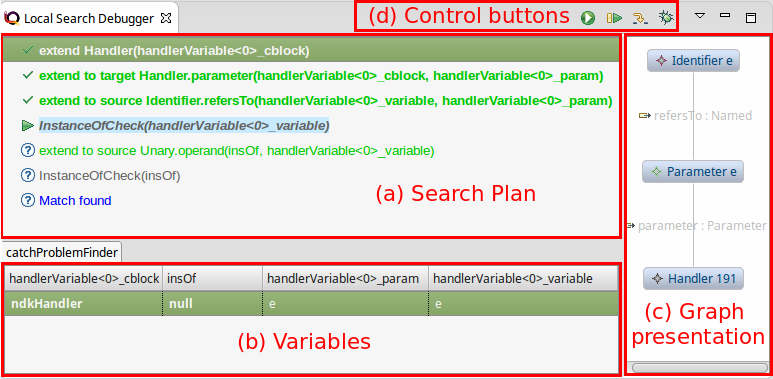 Local Search Debugger
(d) Control buttons
extend Handler(handlerVariable<0>_cblock)
extend to target Handler.parameter(handlerVariable<0>_cblock, handlerVariable<0>_param)
extend to source Identifier.refersTo(handlerVariable<0>_variable, handlerVariable<0>_param)
InstanceOfCheck(handlerVariable<0>_variable)
extend to source Unary.operand(insOf, handlerVariable<0>_variable)
InstanceOfCheck(insOf)
Match found
(a) Search Plan
catchProblemFinder
handlerVariable<0>_cblock insOf handlerVariable<0>_param handlerVariable<0>_variable
ndkHandler null e e
(b) Variables
Identifier e
refersTo : Named
Parameter e
parameter : Parameter
Handler 191
(c) Graph
presentation